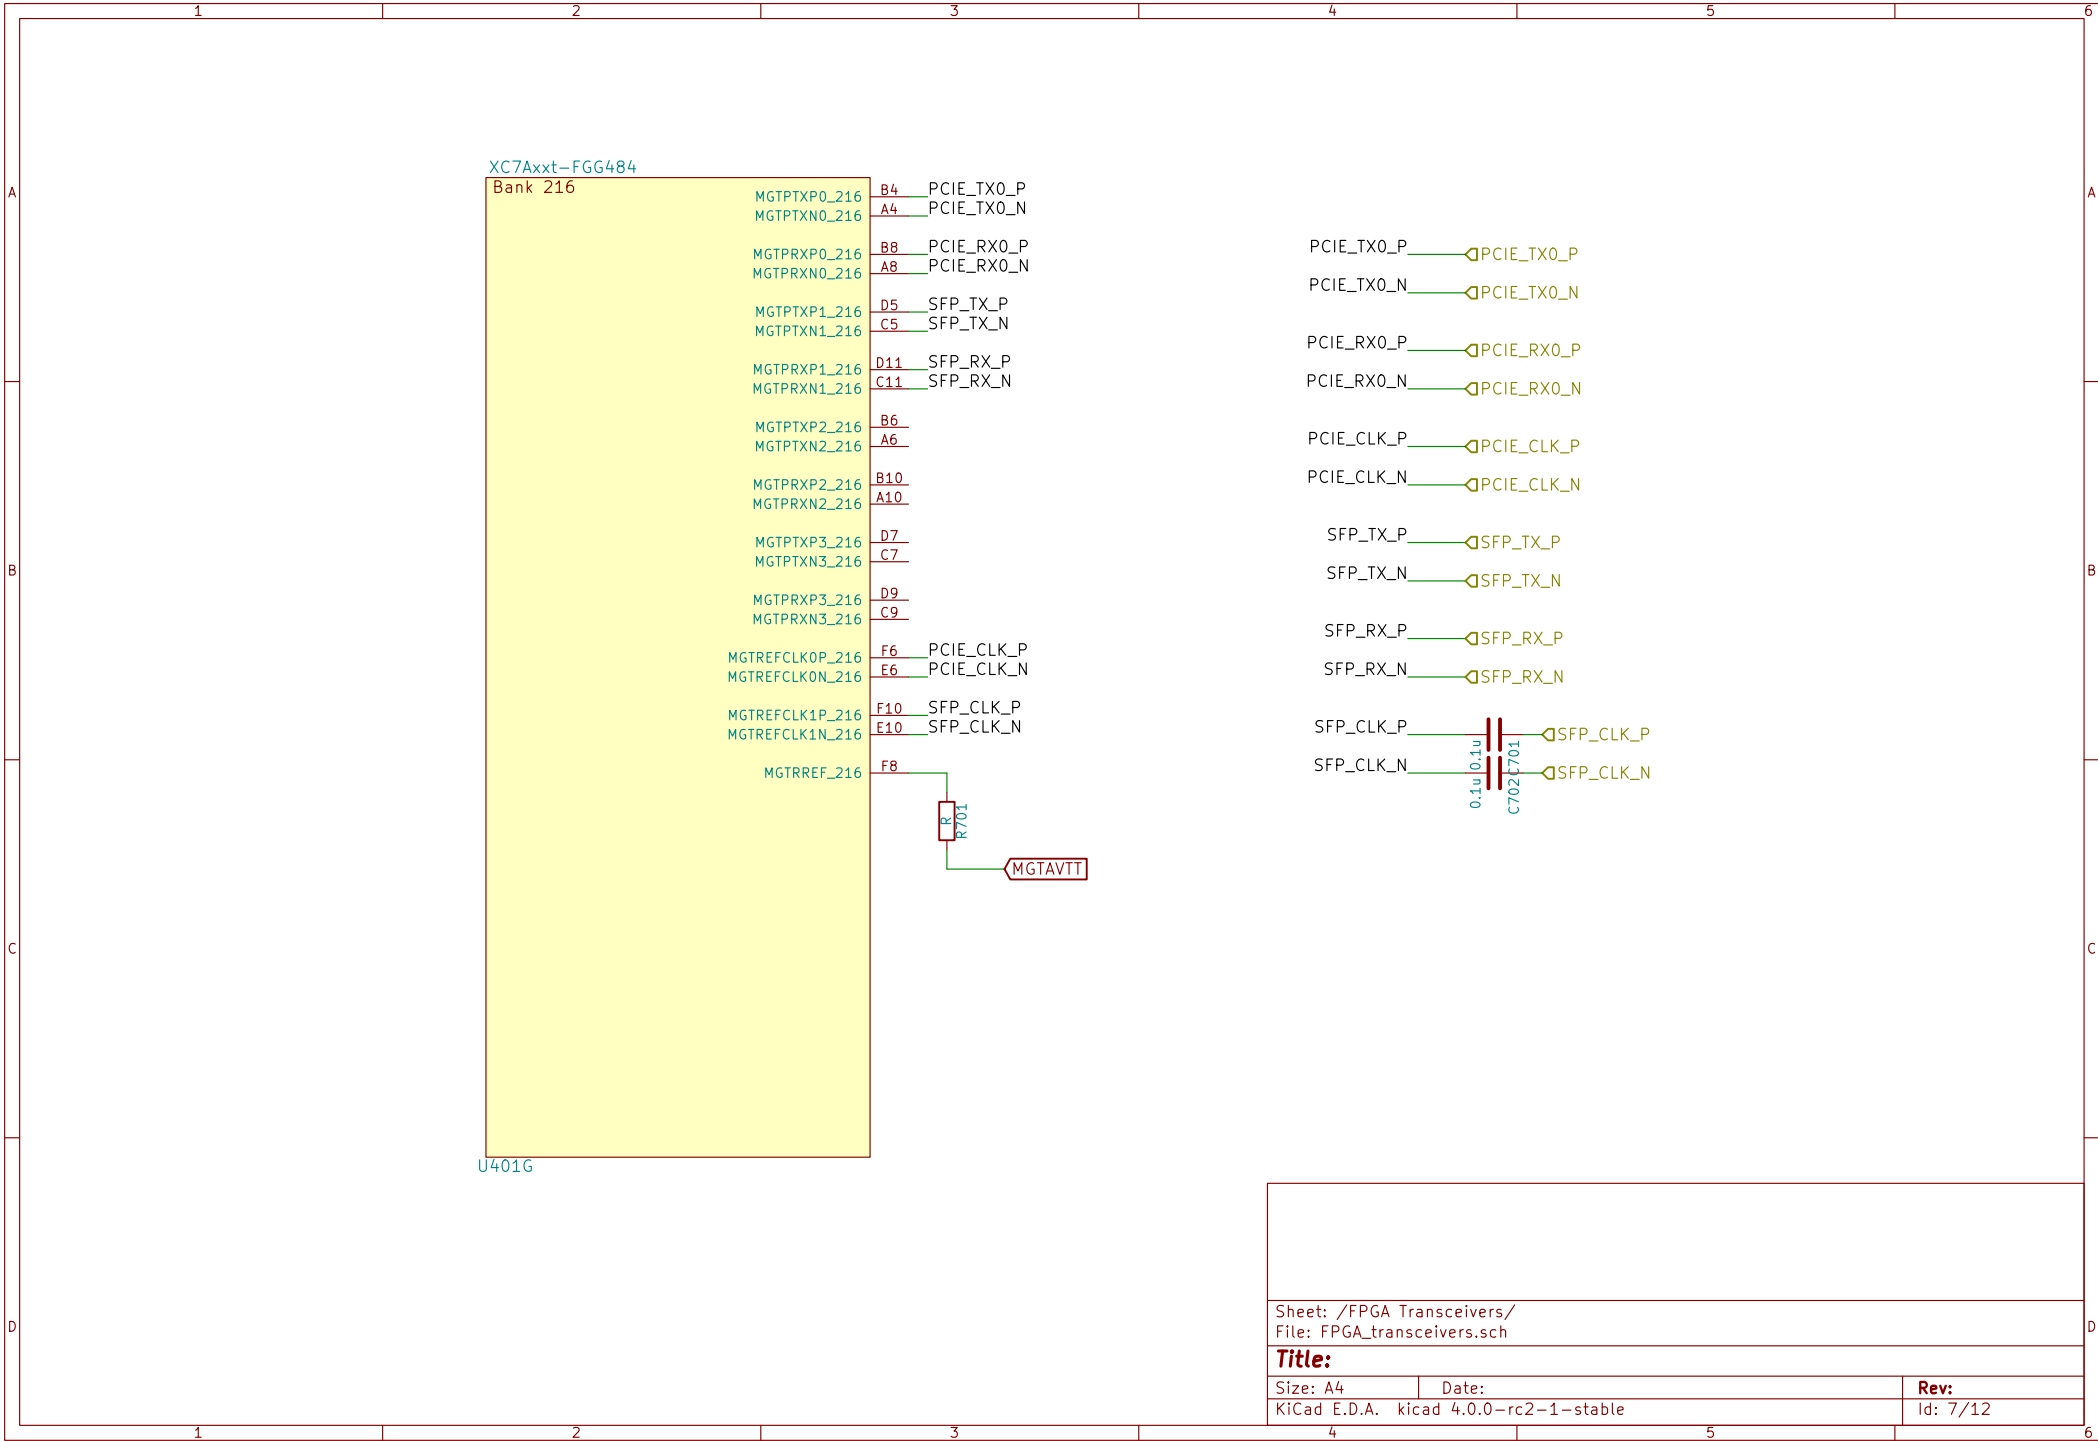 1 2 3 4 5 6
A A
B B
C C
D D
XC7Axxt-FGG484
Bank 216
MGTPTXP0_216 B4 PCIE_TX0_P
MGTPTXN0_216 A4 PCIE_TX0_N
MGTPRXP0_216 B8 PCIE_RX0_P
MGTPRXN0_216 A8 PCIE_RX0_N
MGTPTXP1_216 D5 SFP_TX_P
MGTPTXN1_216 C5 SFP_TX_N
MGTPRXP1_216 D11 SFP_RX_P
MGTPRXN1_216 C11 SFP_RX_N
MGTPTXP2_216 B6
MGTPTXN2_216 A6
MGTPRXP2_216 B10
MGTPRXN2_216 A10
MGTPTXP3_216 D7
MGTPTXN3_216 C7
MGTPRXP3_216 D9
MGTPRXN3_216 C9
MGTREFCLK0P_216 F6 PCIE_CLK_P
MGTREFCLK0N_216 E6 PCIE_CLK_N
MGTREFCLK1P_216 F10 SFP_CLK_P
MGTREFCLK1N_216 E10 SFP_CLK_N
MGTRREF_216 F8
R
R701
MGTAVTT
U401G
PCIE_TX0_P PCIE_TX0_P
PCIE_TX0_N PCIE_TX0_N
PCIE_RX0_P PCIE_RX0_P
PCIE_RX0_N PCIE_RX0_N
PCIE_CLK_P PCIE_CLK_P
PCIE_CLK_N PCIE_CLK_N
SFP_TX_P SFP_TX_P
SFP_TX_N SFP_TX_N
SFP_RX_P SFP_RX_P
SFP_RX_N SFP_RX_N
SFP_CLK_P 0.1u C701 SFP_CLK_P
SFP_CLK_N 0.1u C702 SFP_CLK_N
Sheet: /FPGA Transceivers/
File: FPGA_transceivers.sch
Title:
Size: A4 Date: Rev:
KiCad E.D.A. kicad 4.0.0-rc2-1-stable Id: 7/12
1 2 3 4 5 6